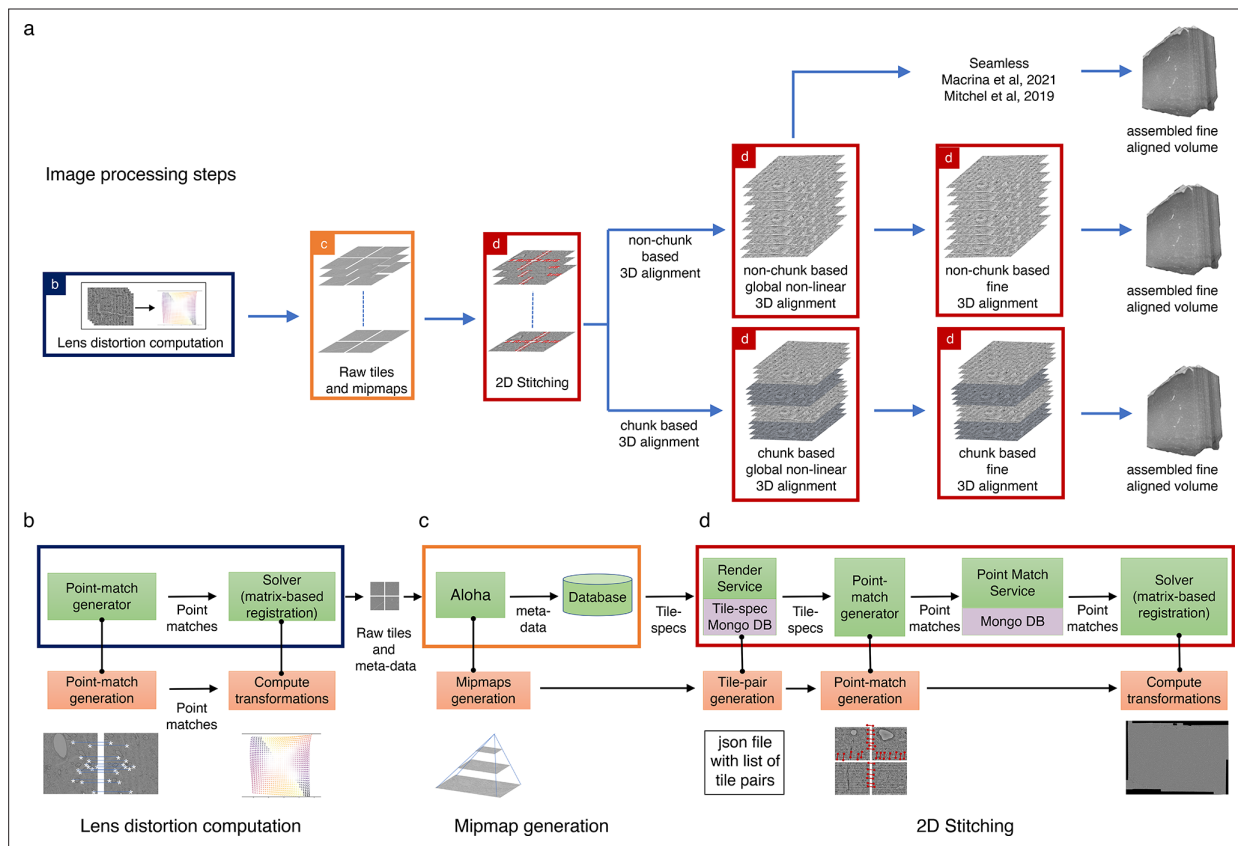 a
Image processing steps
b
Lens distortion computation
c
Raw tiles
and mipmaps
d
2D Stitching
non-chunk
based
3D alignment
chunk based
3D alignment
d
non-chunk based
global non-linear
3D alignment
d
non-chunk based
fine
3D alignment
Seamless
Macrina et al, 2021
Mitchel et al, 2019
assembled fine
aligned volume
assembled fine
aligned volume
d
chunk based
global non-linear
3D alignment
d
chunk based
fine
3D alignment
assembled fine
aligned volume
b
Point-match
generator
Point
matches
Solver
(matrix-based
registration)
Raw tiles
and
meta-data
Point-match
generation
Point
matches
Compute
transformations
Lens distortion computation
c
Aloha
meta-
data
Database
Tile-
specs
Mipmaps
generation
Mipmap generation
d
Render
Service
Tile-spec
Mongo DB
Tile-
specs
Point-
match
generator
Point
matches
Point Match
Service
Mongo DB
Point
matches
Solver
(matrix-based
registration)
Tile-pair
generation
Point-match
generation
Compute
transformations
json file
with list of
tile pairs
2D Stitching